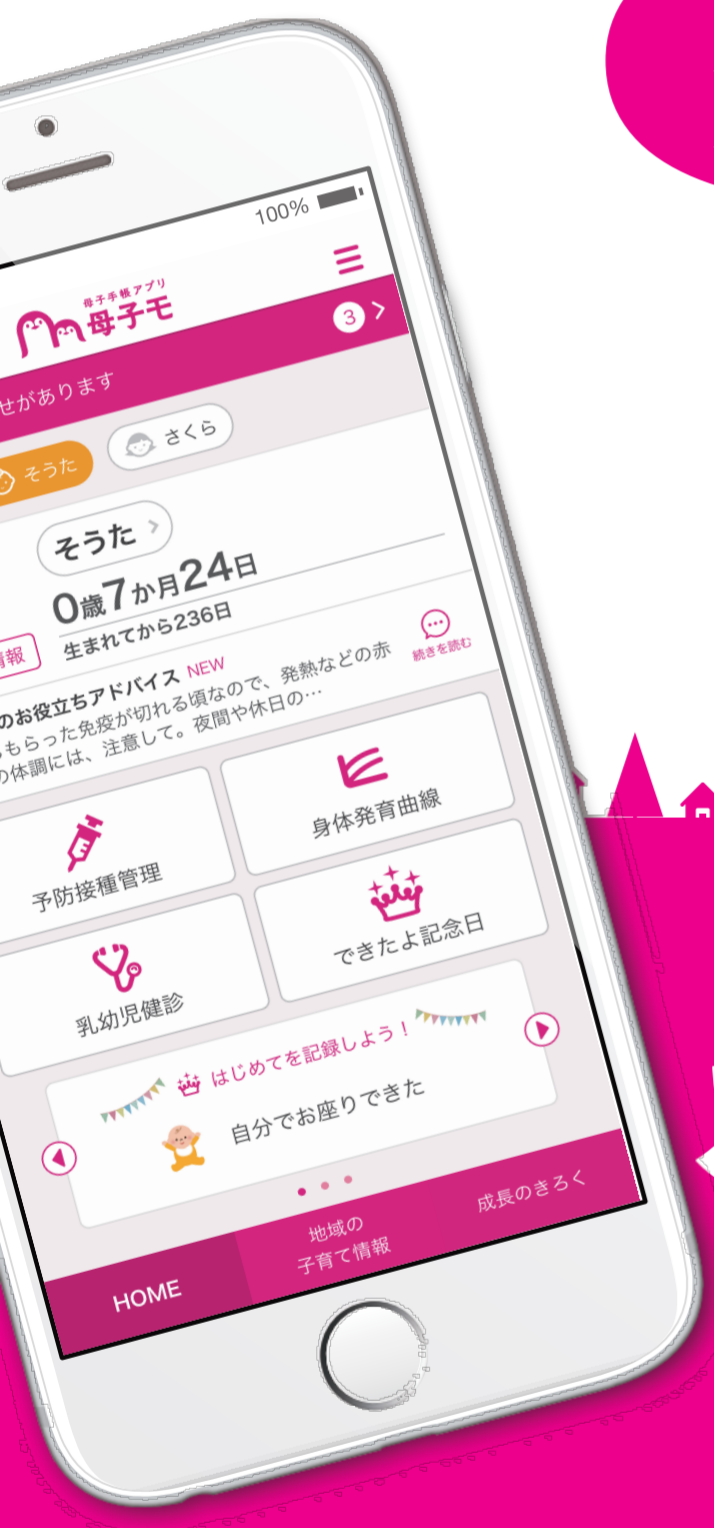 100%
母子手帳アプリ
母子モ
せがあります
3
そうた
さくら
そうた
0歳7か月24日
生まれてから236日
情報
のお役立ちアドバイス NEW
らもらった免疫が切れる頃なので、発熱などの赤
の体調には、注意して。夜間や休日の…
続きを読む
予防接種管理
身体発育曲線
乳幼児健診
できたよ記念日
はじめてを記録しよう！
自分でお座りできた
HOME
地域の
子育て情報
成長のきろく